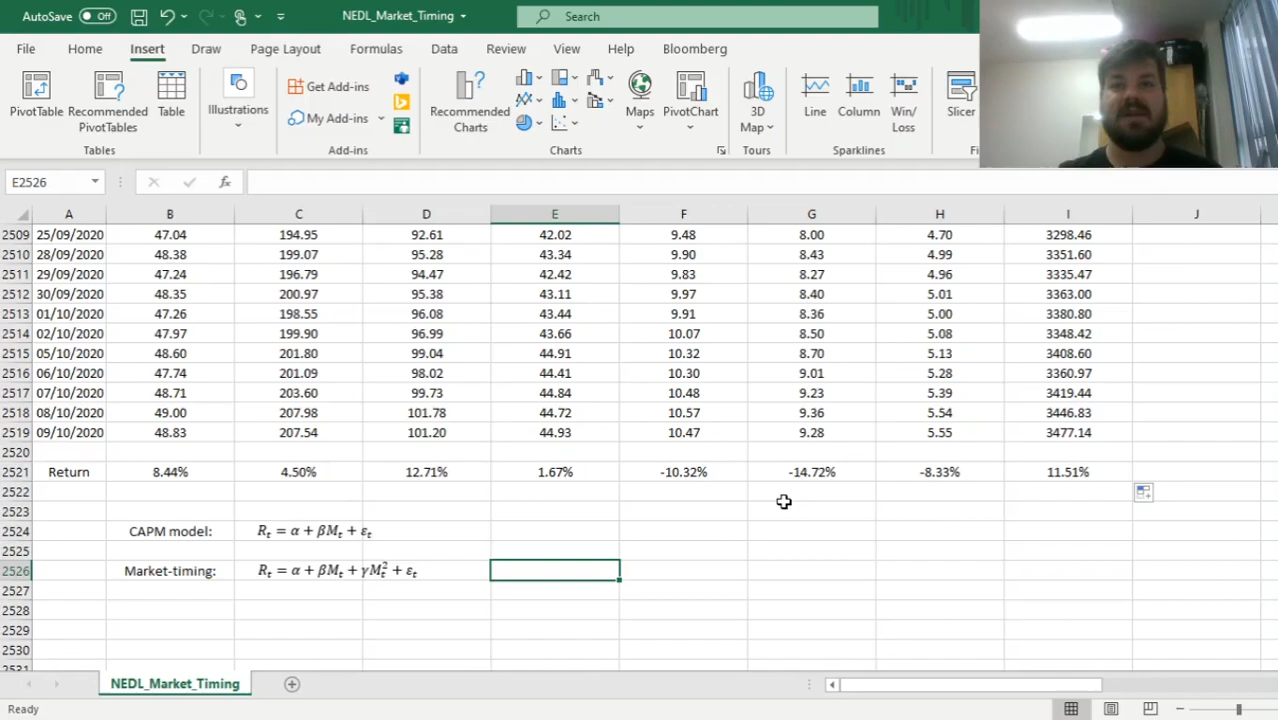 AutoSave Off NEDL_Market_Timing Search
File Home Insert Draw Page Layout Formulas Data Review View Help Bloomberg
PivotTable Recommended PivotTables Table Illustrations Get Add-ins My Add-ins Recommended Charts Maps PivotChart 3D Map Line Column Win/Loss Slicer
Tables Add-ins Charts Tours Sparklines
E2526 fx
A B C D E F G H I J
2509 25/09/2020 47.04 194.95 92.61 42.02 9.48 8.00 4.70 3298.46
2510 28/09/2020 48.38 199.07 95.28 43.34 9.90 8.43 4.99 3351.60
2511 29/09/2020 47.24 196.79 94.47 42.42 9.83 8.27 4.96 3335.47
2512 30/09/2020 48.35 200.97 95.38 43.11 9.97 8.40 5.01 3363.00
2513 01/10/2020 47.26 198.55 96.08 43.44 9.91 8.36 5.00 3380.80
2514 02/10/2020 47.97 199.90 96.99 43.66 10.07 8.50 5.08 3348.42
2515 05/10/2020 48.60 201.80 99.04 44.91 10.32 8.70 5.13 3408.60
2516 06/10/2020 47.74 201.09 98.02 44.41 10.30 9.01 5.28 3360.97
2517 07/10/2020 48.71 203.60 99.73 44.84 10.48 9.23 5.39 3419.44
2518 08/10/2020 49.00 207.98 101.78 44.72 10.57 9.36 5.54 3446.83
2519 09/10/2020 48.83 207.54 101.20 44.93 10.47 9.28 5.55 3477.14
2520
2521 Return 8.44% 4.50% 12.71% 1.67% -10.32% -14.72% -8.33% 11.51%
2522
2523
2524 CAPM model: R_t = α + βM_t + ε_t
2525
2526 Market-timing: R_t = α + βM_t + γM_t^2 + ε_t
2527
2528
2529
2530
2531
NEDL_Market_Timing
Ready